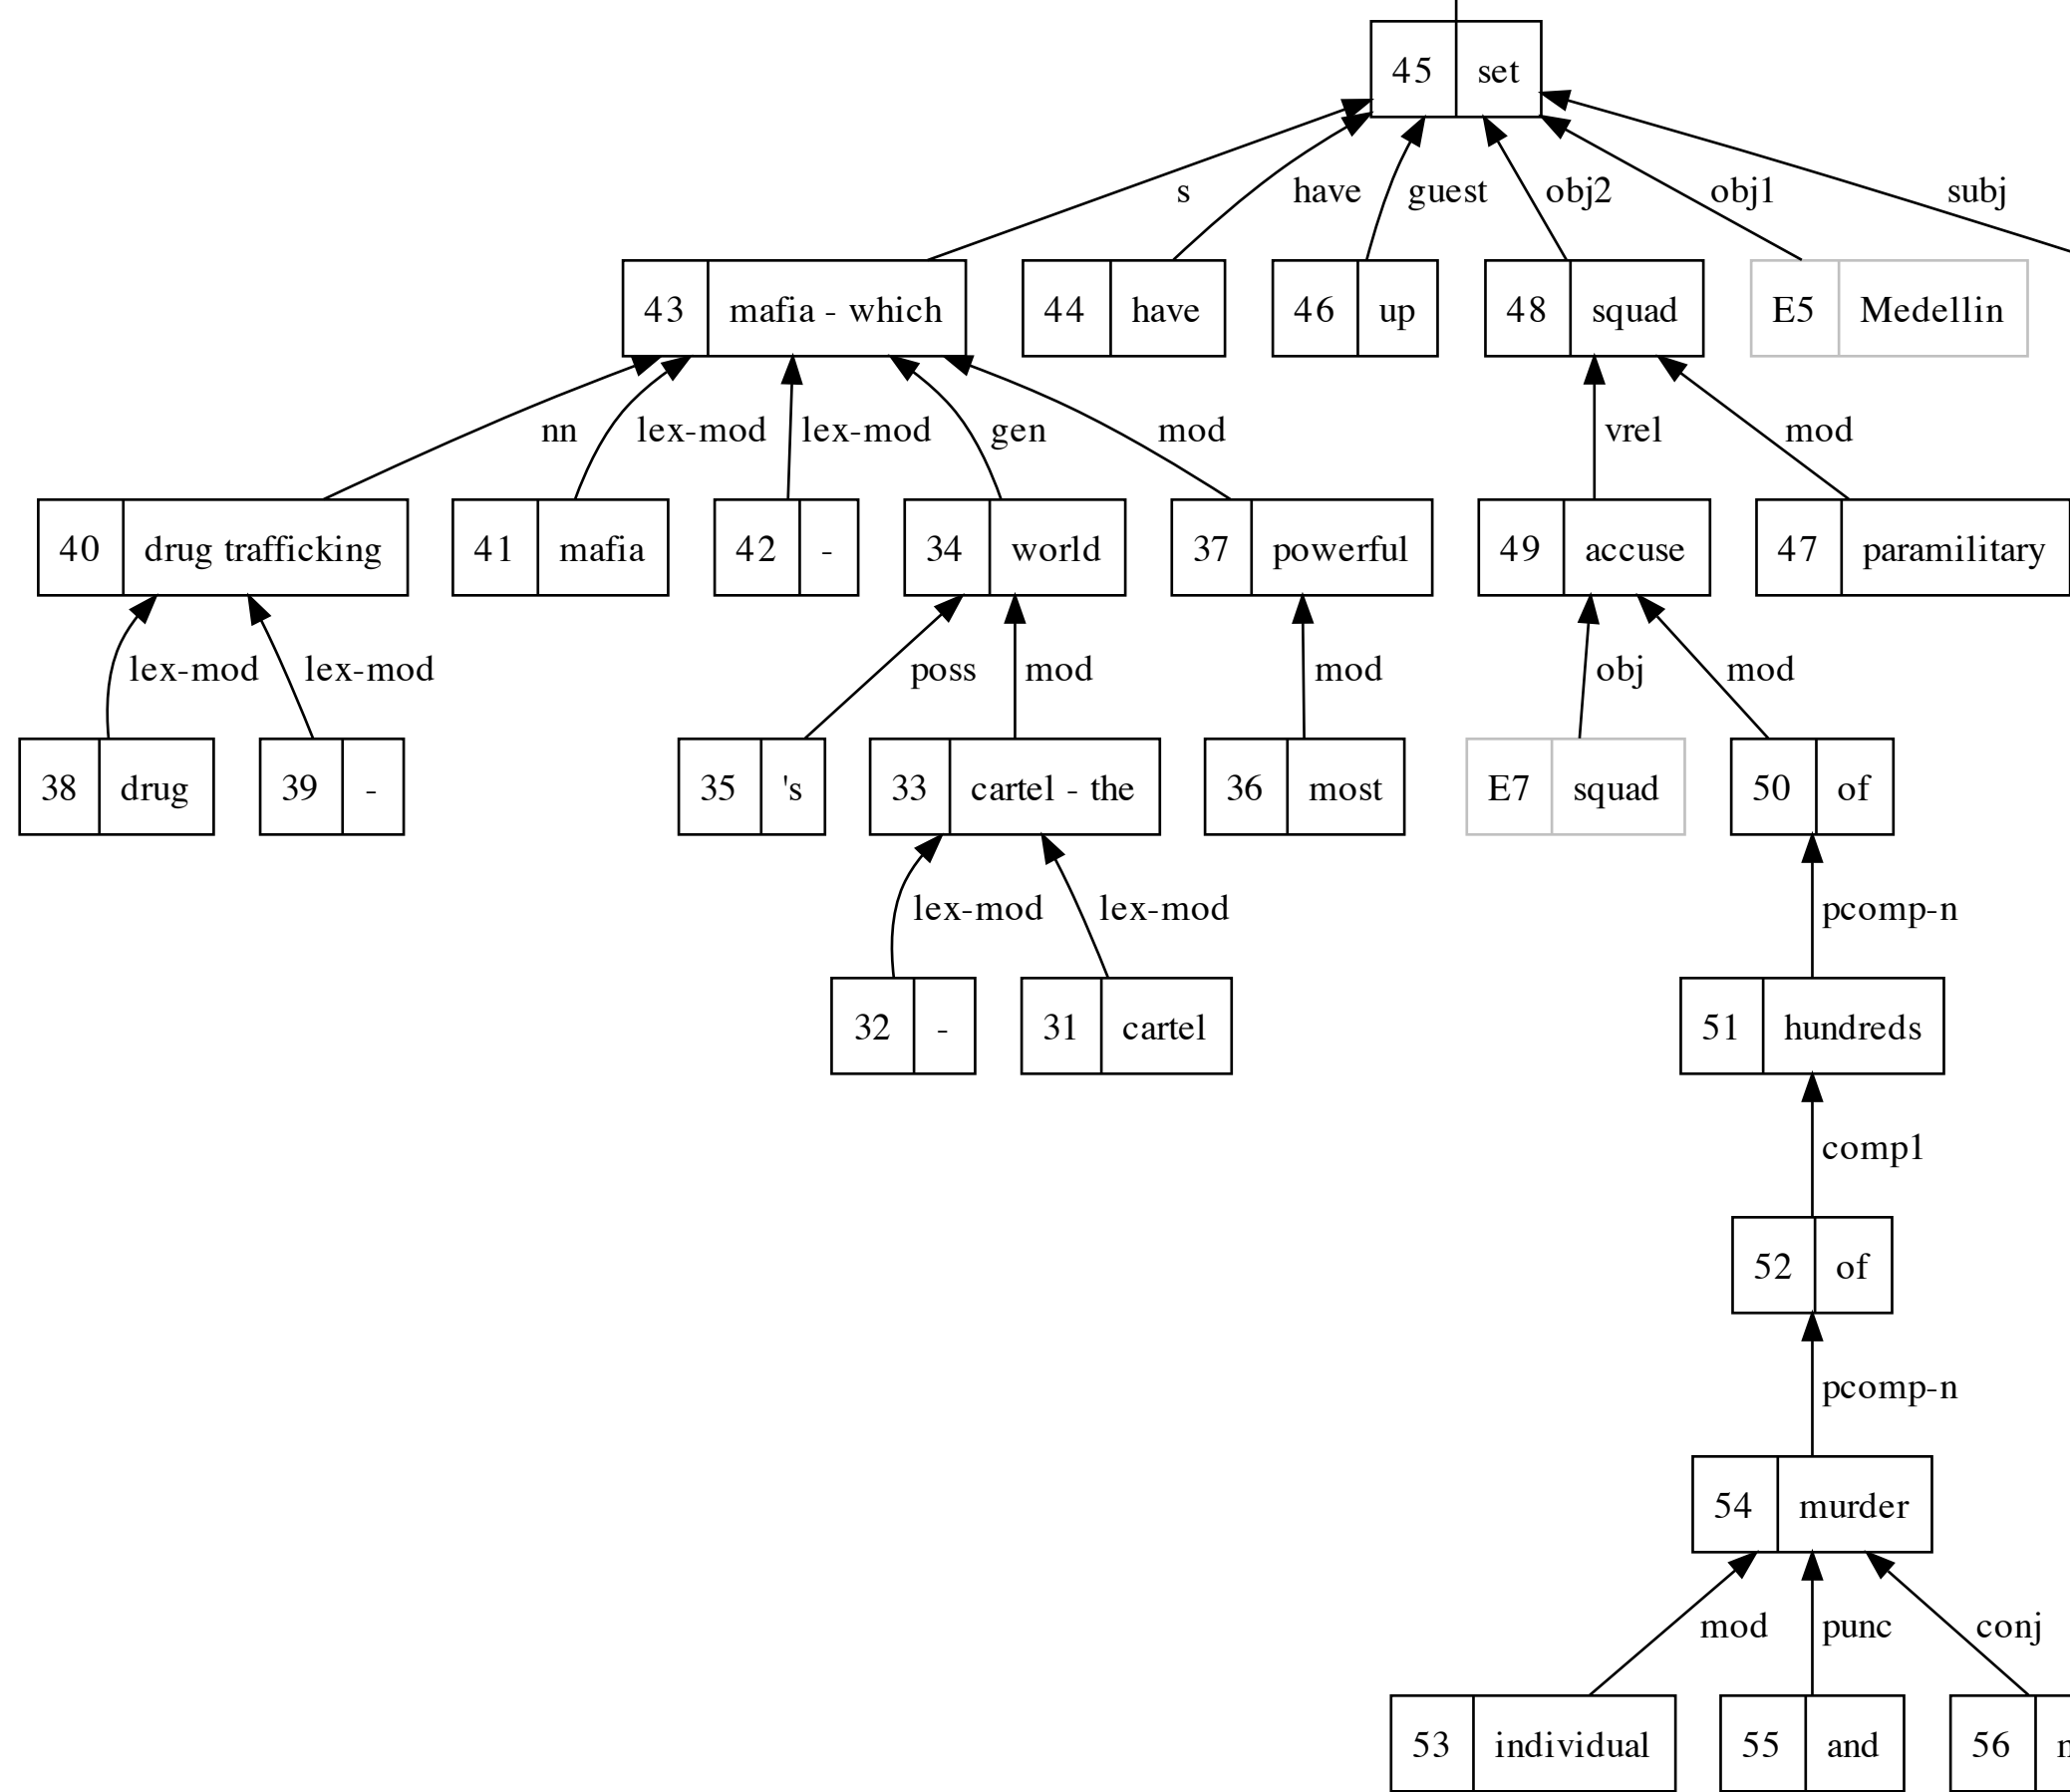 45 set
s have guest obj2 obj1 subj
43 mafia - which 44 have 46 up 48 squad E5 Medellin
nn lex-mod lex-mod gen mod vrel mod
40 drug trafficking 41 mafia 42 - 34 world 37 powerful 49 accuse 47 paramilitary
lex-mod lex-mod poss mod mod obj mod
38 drug 39 - 35 's 33 cartel - the 36 most E7 squad 50 of
lex-mod lex-mod pcomp-n
32 - 31 cartel 51 hundreds
comp1
52 of
pcomp-n
54 murder
mod punc conj
53 individual 55 and 56